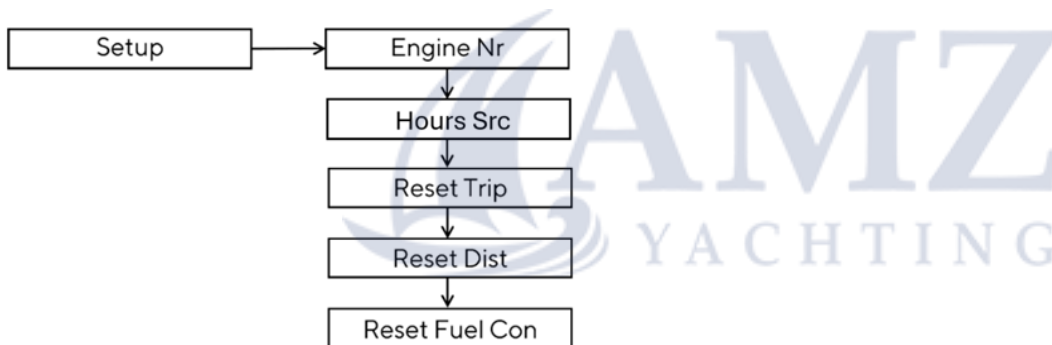 Setup
Engine Nr
Hours Src
Reset Trip
Reset Dist
Reset Fuel Con
AMZ
YACHTING